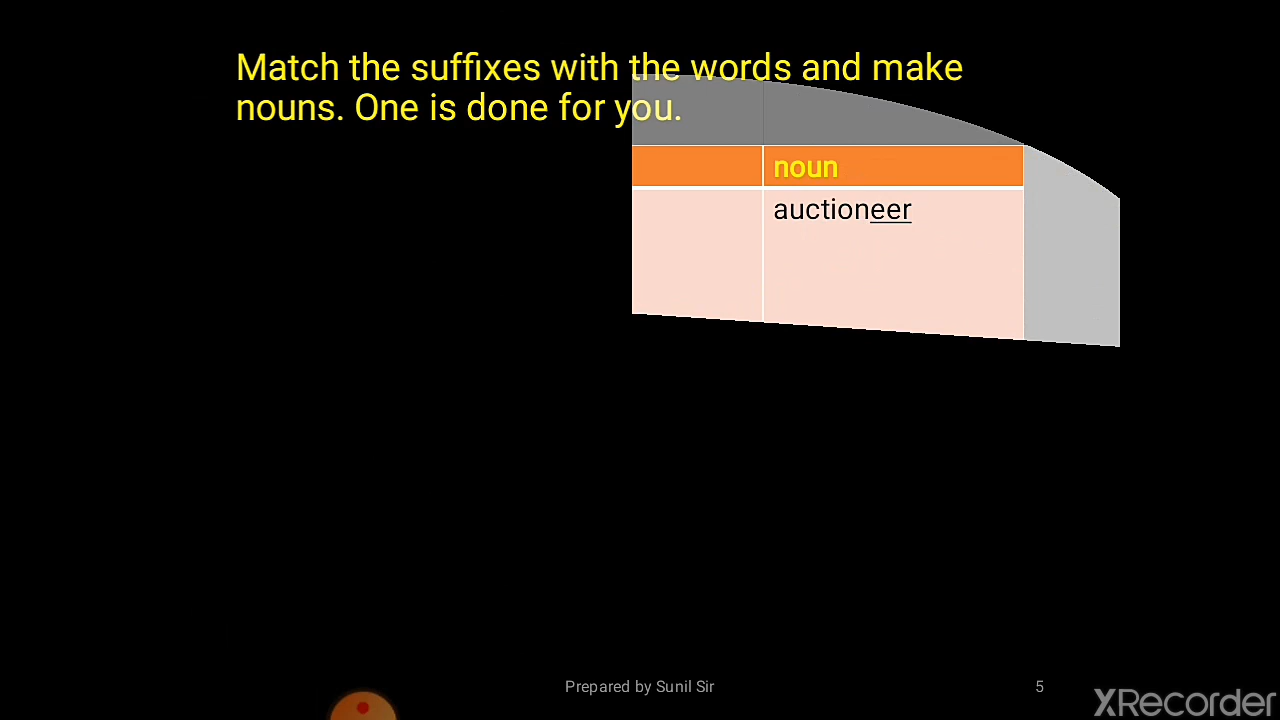 Match the suffixes with the words and make
nouns. One is done for you.
noun
auctioneer
Prepared by Sunil Sir
5
XRecorder